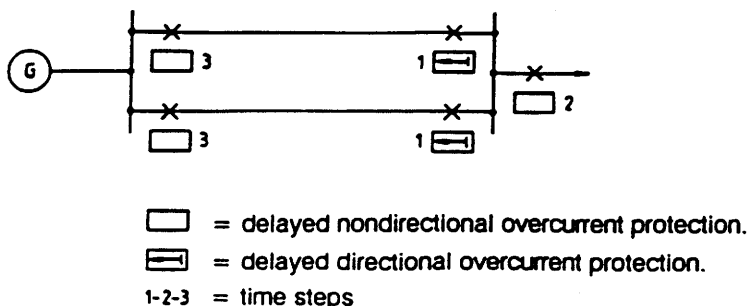 G
3
1
2
3
1
= delayed nondirectional overcurrent protection.
= delayed directional overcurrent protection.
1-2-3 = time steps